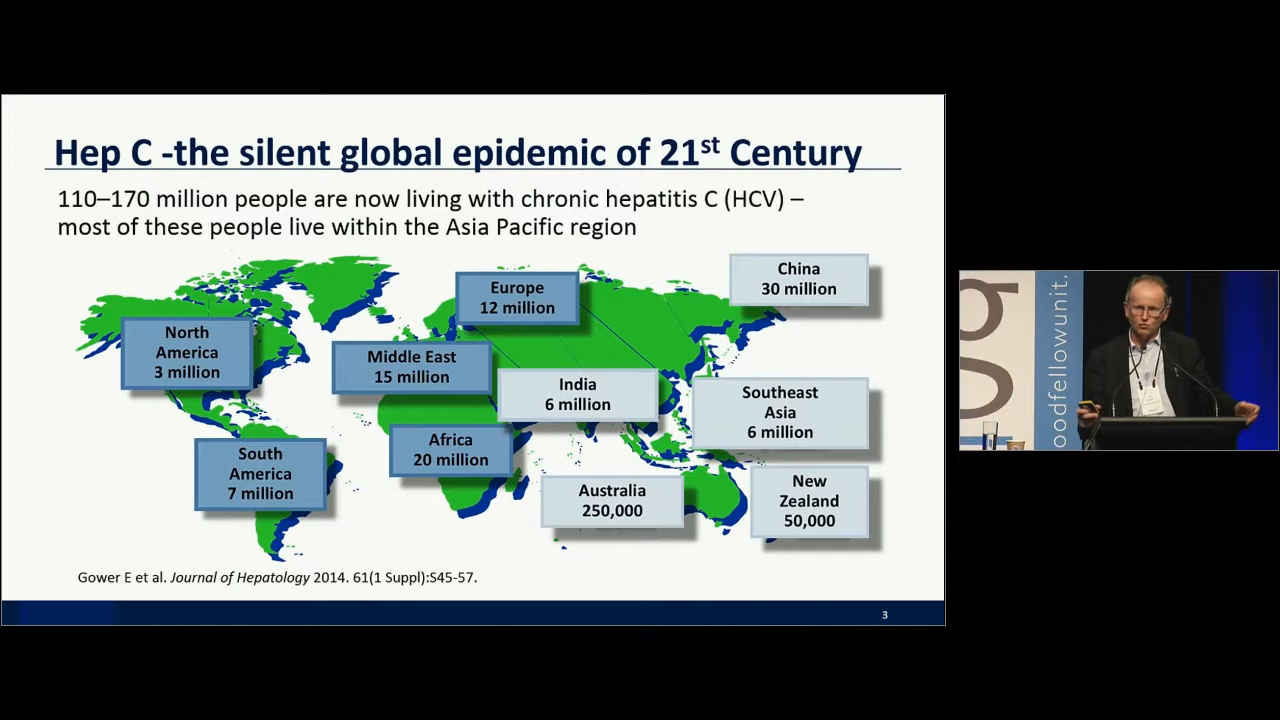 Hep C -the silent global epidemic of 21st Century
110–170 million people are now living with chronic hepatitis C (HCV) –
most of these people live within the Asia Pacific region
China
30 million
Europe
12 million
North
America
3 million
Middle East
15 million
India
6 million
Southeast
Asia
6 million
Africa
20 million
South
America
7 million
Australia
250,000
New
Zealand
50,000
Gower E et al. Journal of Hepatology 2014. 61(1 Suppl):S45-57.
3
g
oodfellowunit.